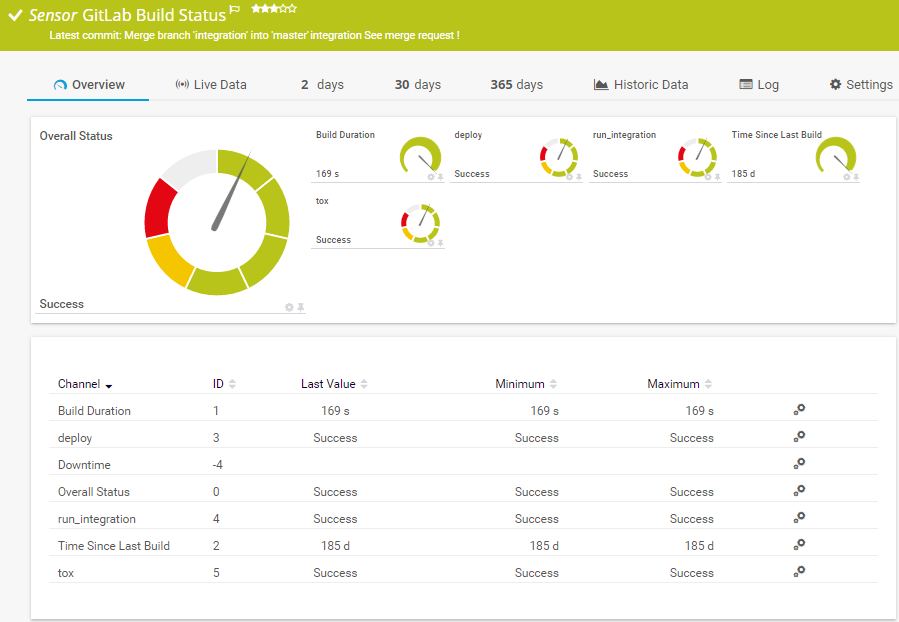 Sensor GitLab Build Status
Latest commit: Merge branch 'integration' into 'master' integration See merge request !
Overview Live Data 2 days 30 days 365 days Historic Data Log Settings
Overall Status
Success
Build Duration
169 s
deploy
Success
run_integration
Success
Time Since Last Build
185 d
tox
Success
Channel ID Last Value Minimum Maximum
Build Duration 1 169 s 169 s 169 s
deploy 3 Success Success Success
Downtime -4
Overall Status 0 Success Success Success
run_integration 4 Success Success Success
Time Since Last Build 2 185 d 185 d 185 d
tox 5 Success Success Success